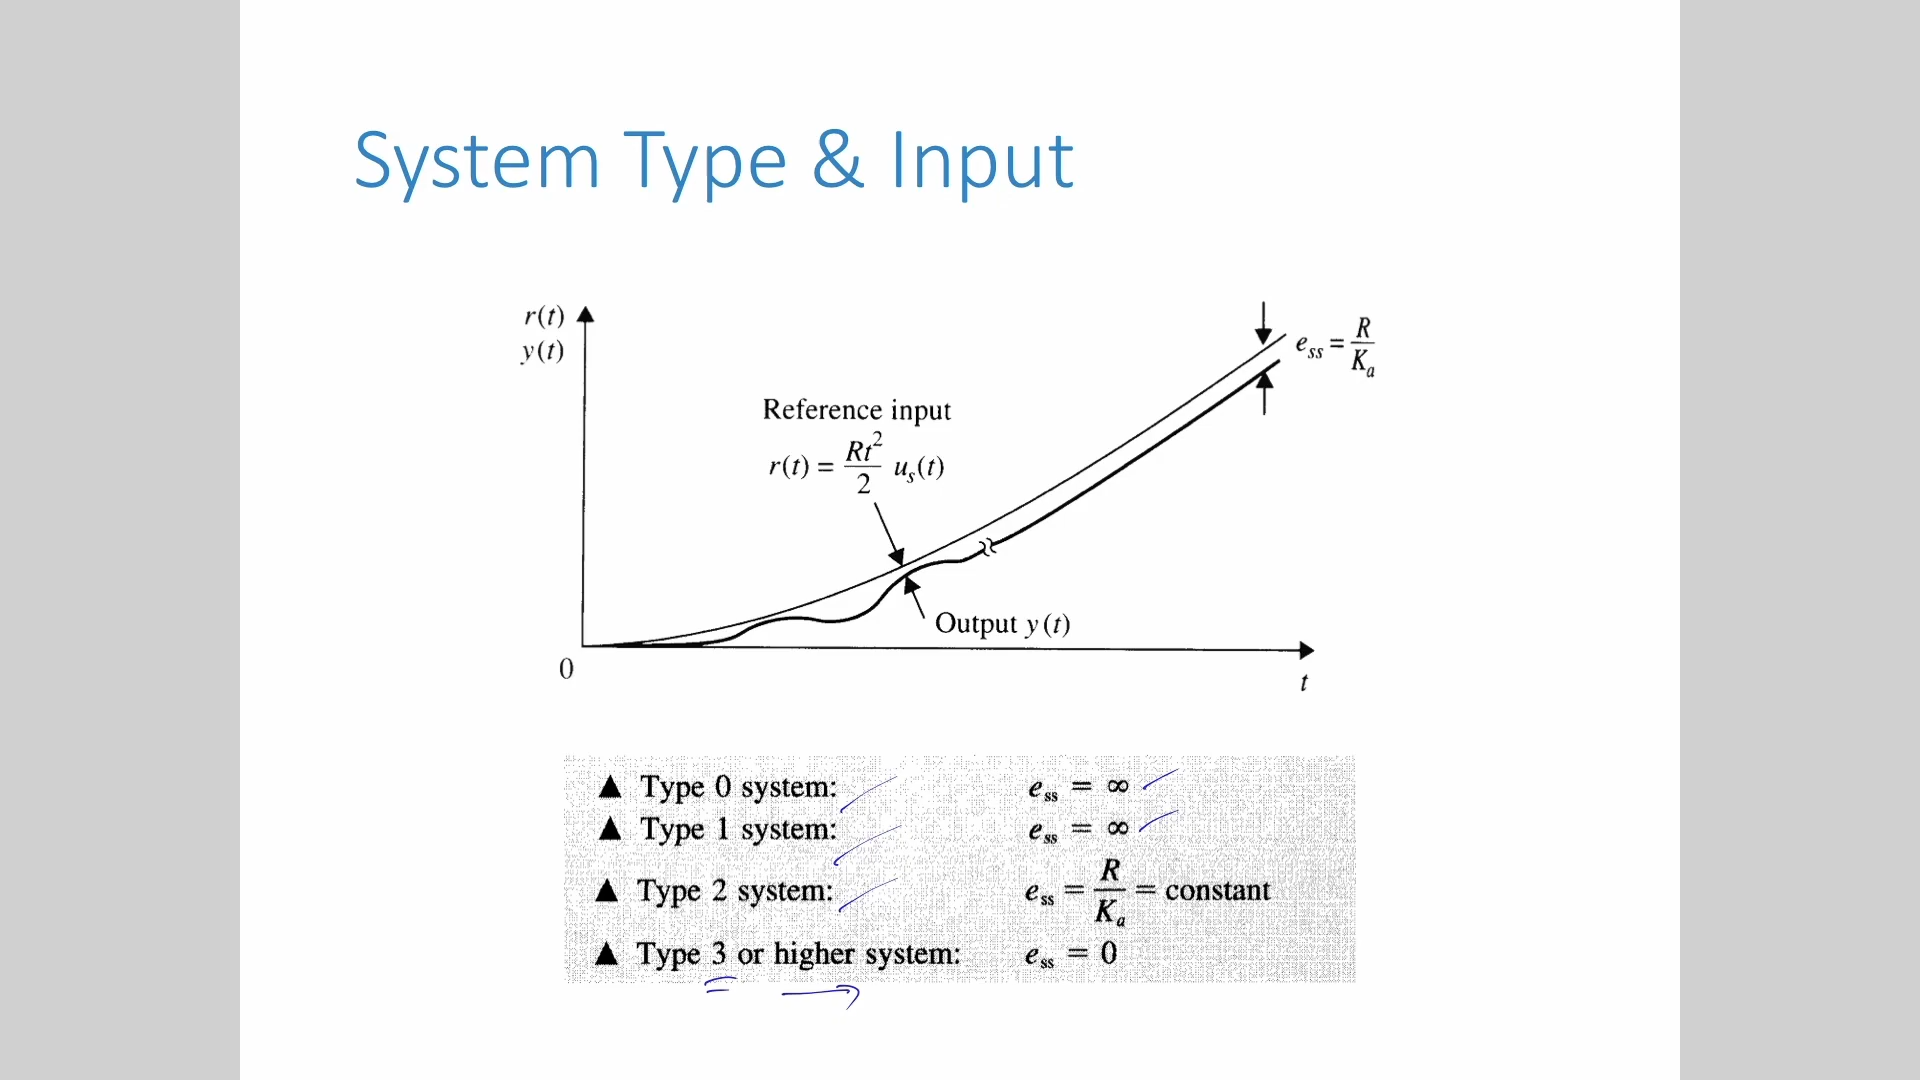 System Type & Input
r(t)
y(t)
e_ss = R/K_a
Reference input
r(t) = Rt²/2 u_s(t)
Output y(t)
0
t
▲ Type 0 system: e_ss = ∞
▲ Type 1 system: e_ss = ∞
▲ Type 2 system: e_ss = R/K_a = constant
▲ Type 3 or higher system: e_ss = 0